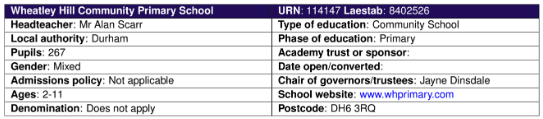 Wheatley Hill Community Primary School URN: 114147 Laestab: 8402526
Headteacher: Mr Alan Scarr Type of education: Community School
Local authority: Durham Phase of education: Primary
Pupils: 267 Academy trust or sponsor:
Gender: Mixed Date open/converted:
Admissions policy: Not applicable Chair of governors/trustees: Jayne Dinsdale
Ages: 2-11 School website: www.whprimary.com
Denomination: Does not apply Postcode: DH6 3RQ